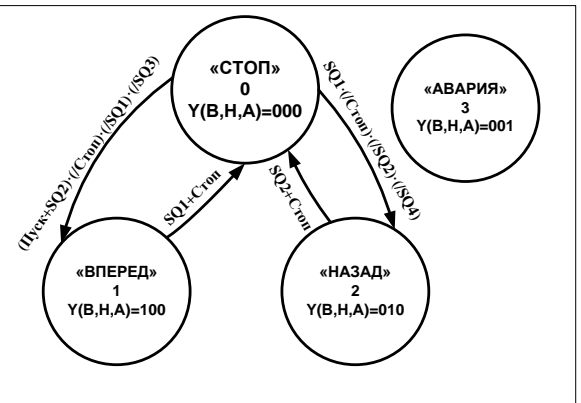 «СТОП»
0
Y(В,Н,А)=000
«АВАРИЯ»
3
Y(В,Н,А)=001
(Пуск+SQ2)·(/Стоп)·(/SQ1)·(/SQ3)
SQ1·(/Стоп)·(/SQ2)·(/SQ4)
SQ1+Стоп
SQ2+Стоп
«ВПЕРЕД»
1
Y(В,Н,А)=100
«НАЗАД»
2
Y(В,Н,А)=010